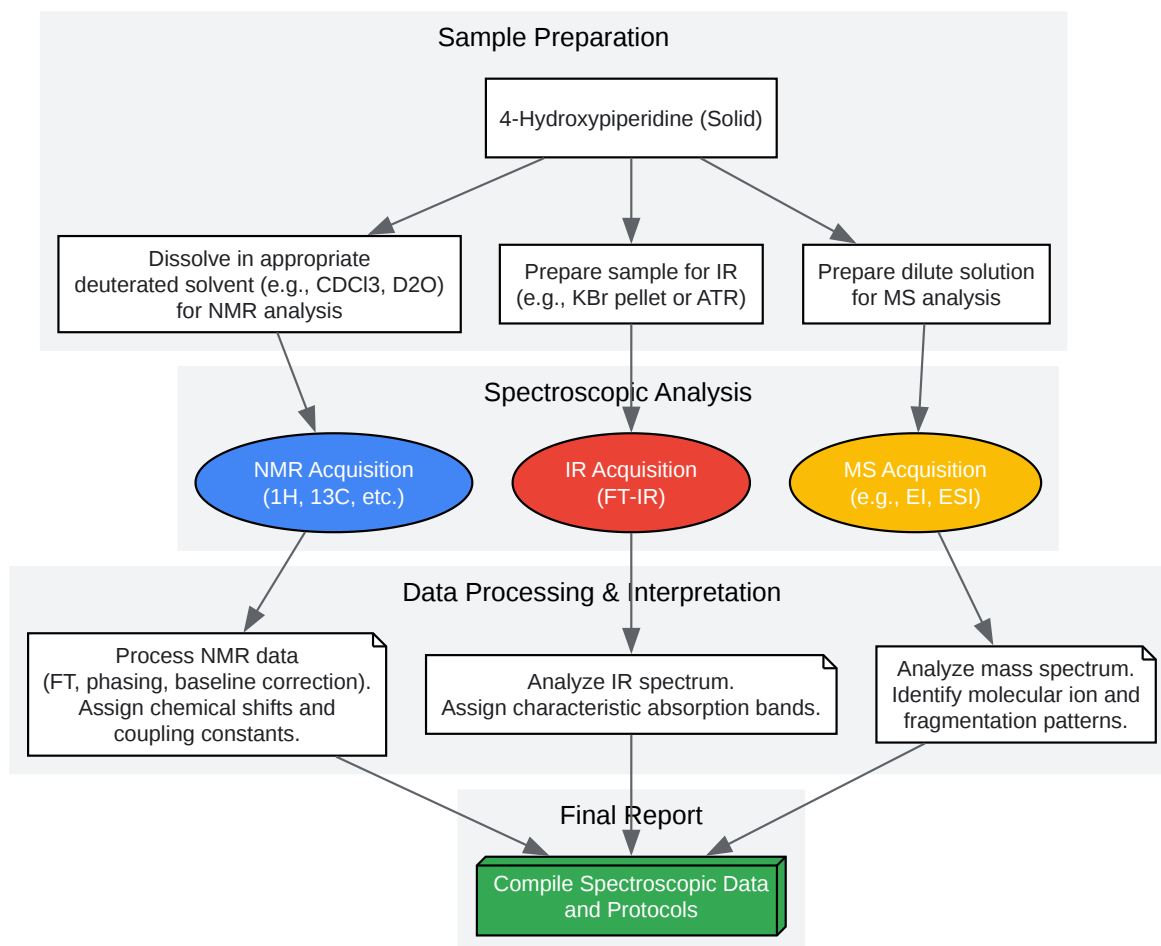 Sample Preparation
4-Hydroxypiperidine (Solid)
Dissolve in appropriate
deuterated solvent (e.g., CDCl3, D2O)
for NMR analysis
Prepare sample for IR
(e.g., KBr pellet or ATR)
Prepare dilute solution
for MS analysis
Spectroscopic Analysis
NMR Acquisition
(1H, 13C, etc.)
IR Acquisition
(FT-IR)
MS Acquisition
(e.g., EI, ESI)
Data Processing & Interpretation
Process NMR data
(FT, phasing, baseline correction).
Assign chemical shifts and
coupling constants.
Analyze IR spectrum.
Assign characteristic absorption bands.
Analyze mass spectrum.
Identify molecular ion and
fragmentation patterns.
Final Report
Compile Spectroscopic Data
and Protocols